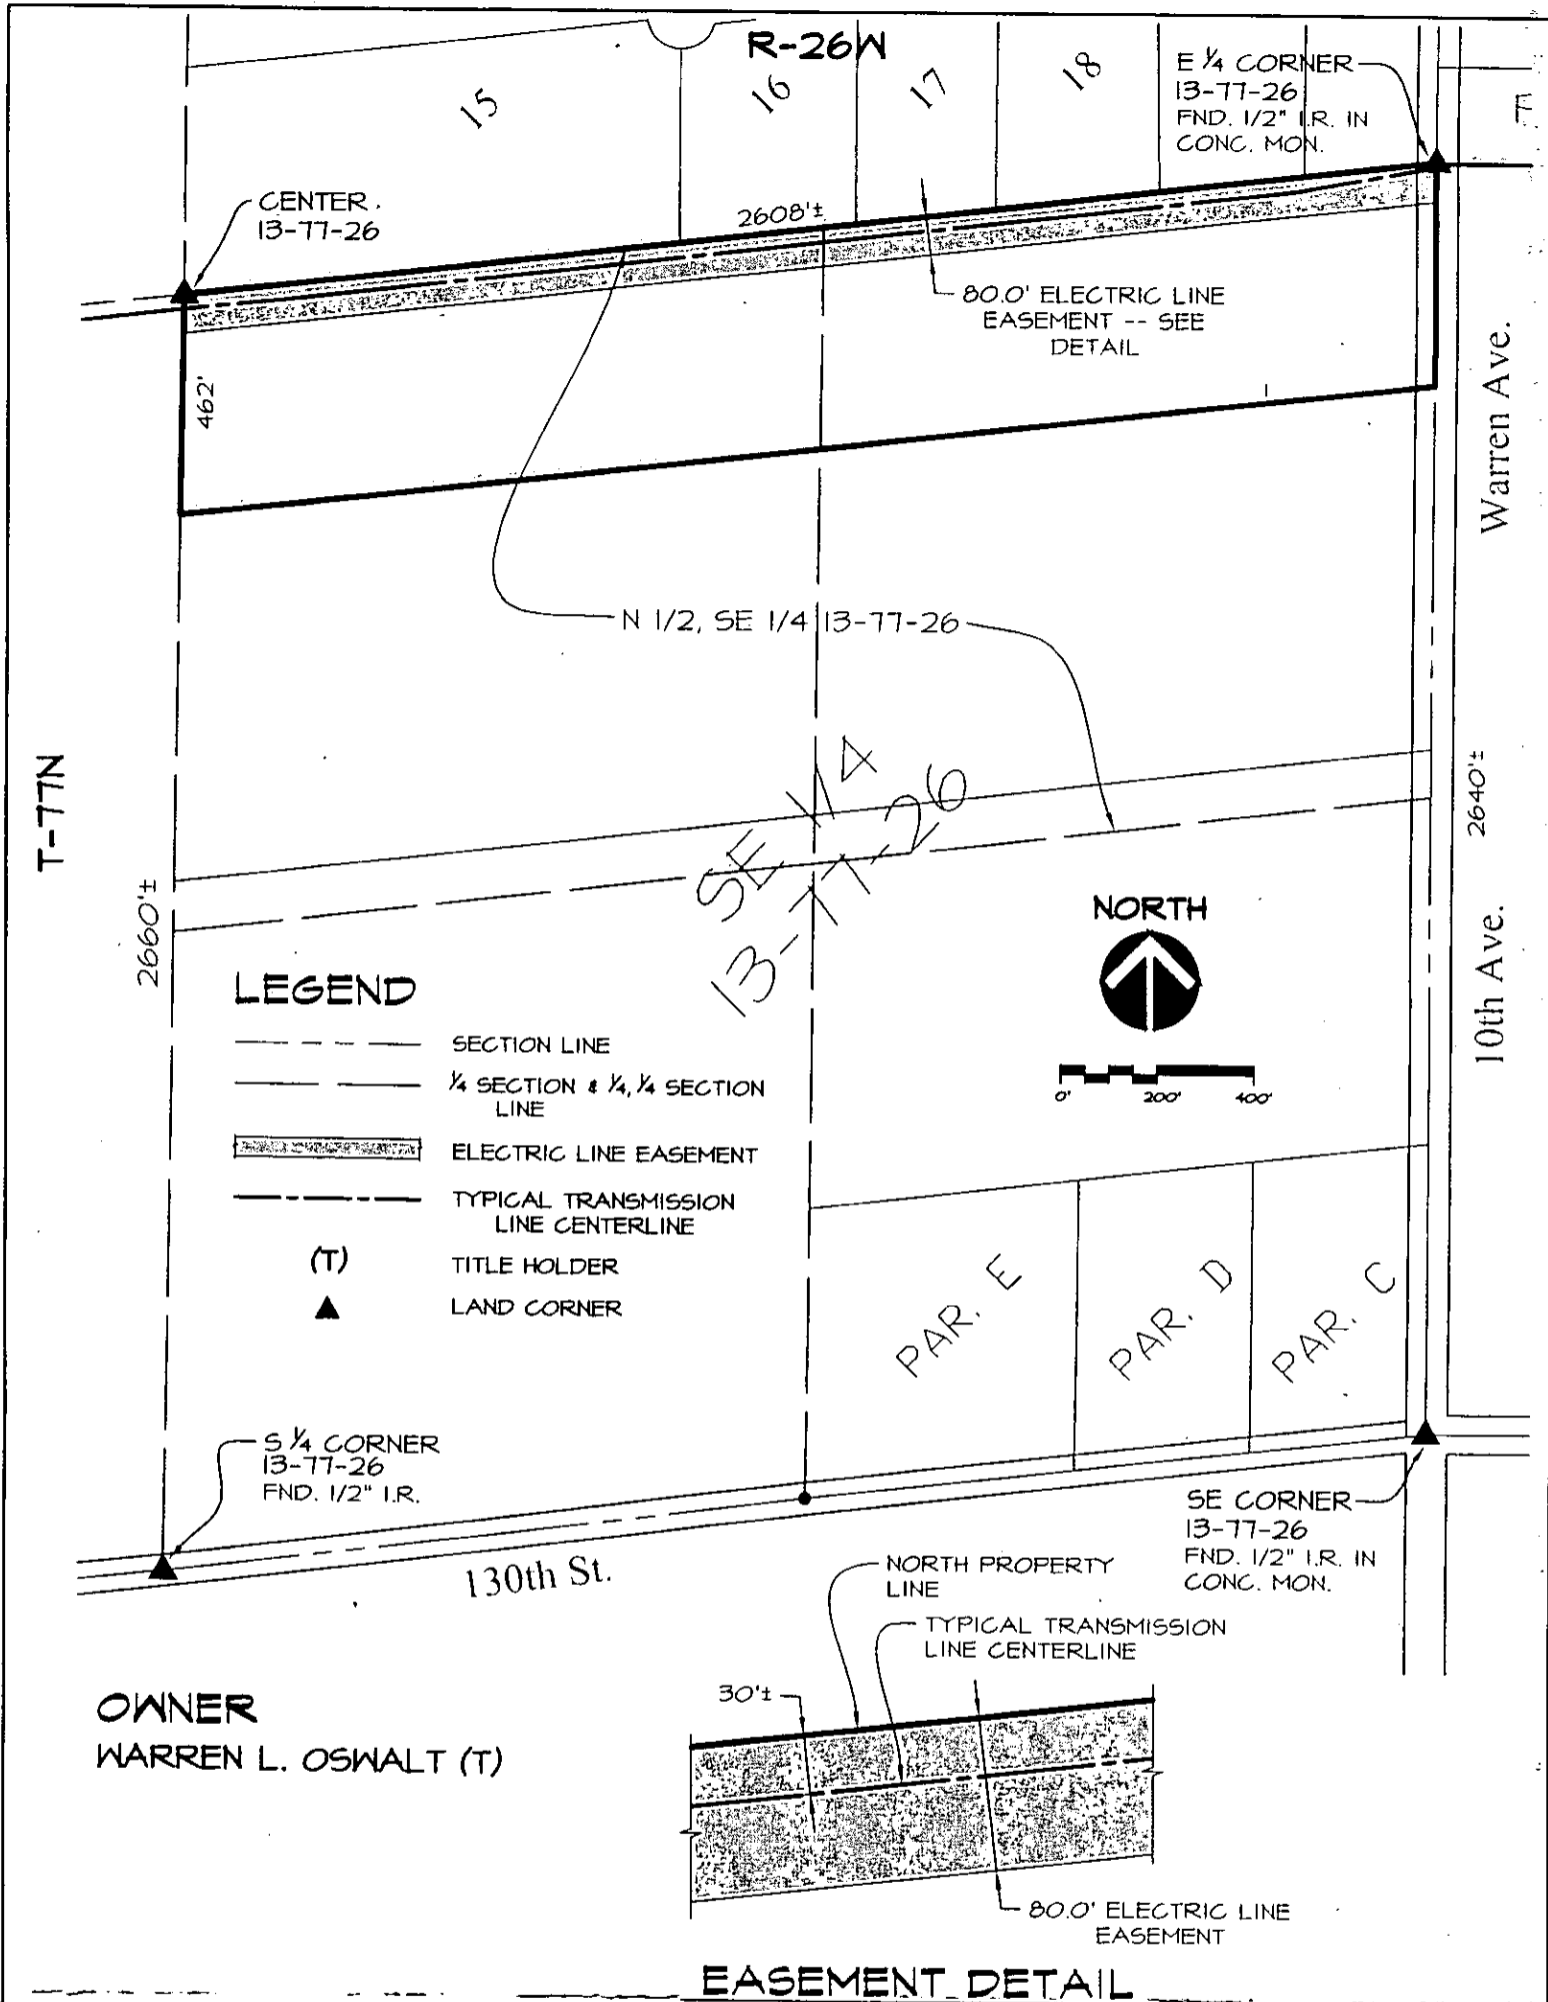 R-26W
15
16
17
18
E ¼ CORNER
13-77-26
FND. 1/2" I.R. IN
CONC. MON.
CENTER
13-77-26
2608'±
80.0' ELECTRIC LINE
EASEMENT -- SEE
DETAIL
462'
Warren Ave.
N 1/2, SE 1/4 13-77-26
T-77N
SE 1/4
13-77-26
2640'±
2660'±
NORTH
0' 200' 400'
10th Ave.
LEGEND
SECTION LINE
¼ SECTION & ¼, ¼ SECTION
LINE
ELECTRIC LINE EASEMENT
TYPICAL TRANSMISSION
LINE CENTERLINE
(T) TITLE HOLDER
LAND CORNER
PAR. E
PAR. D
PAR. C
S ¼ CORNER
13-77-26
FND. 1/2" I.R.
SE CORNER
13-77-26
FND. 1/2" I.R. IN
CONC. MON.
130th St.
NORTH PROPERTY
LINE
TYPICAL TRANSMISSION
LINE CENTERLINE
30'±
OWNER
WARREN L. OSWALT (T)
80.0' ELECTRIC LINE
EASEMENT
EASEMENT DETAIL